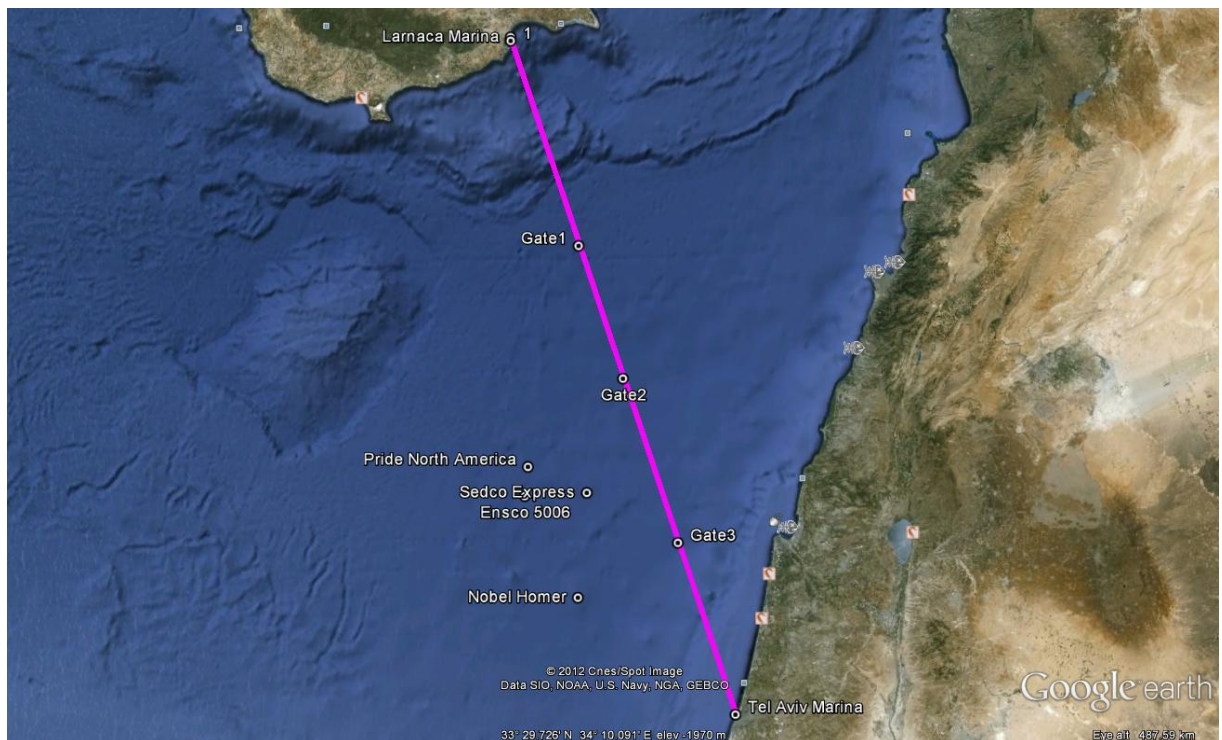 Larnaca Marina 1
Gate1
Gate2
Pride North America
Sedco Express
Ensco 5006
Gate3
Nobel Homer
© 2012 Cnes/Spot Image
Data SIO, NOAA, U.S. Navy, NGA, GEBCO
Google earth
Tel Aviv Marina
33° 29.726' N 34° 10.091' E elev -1970 m
Eye alt 487.59 km